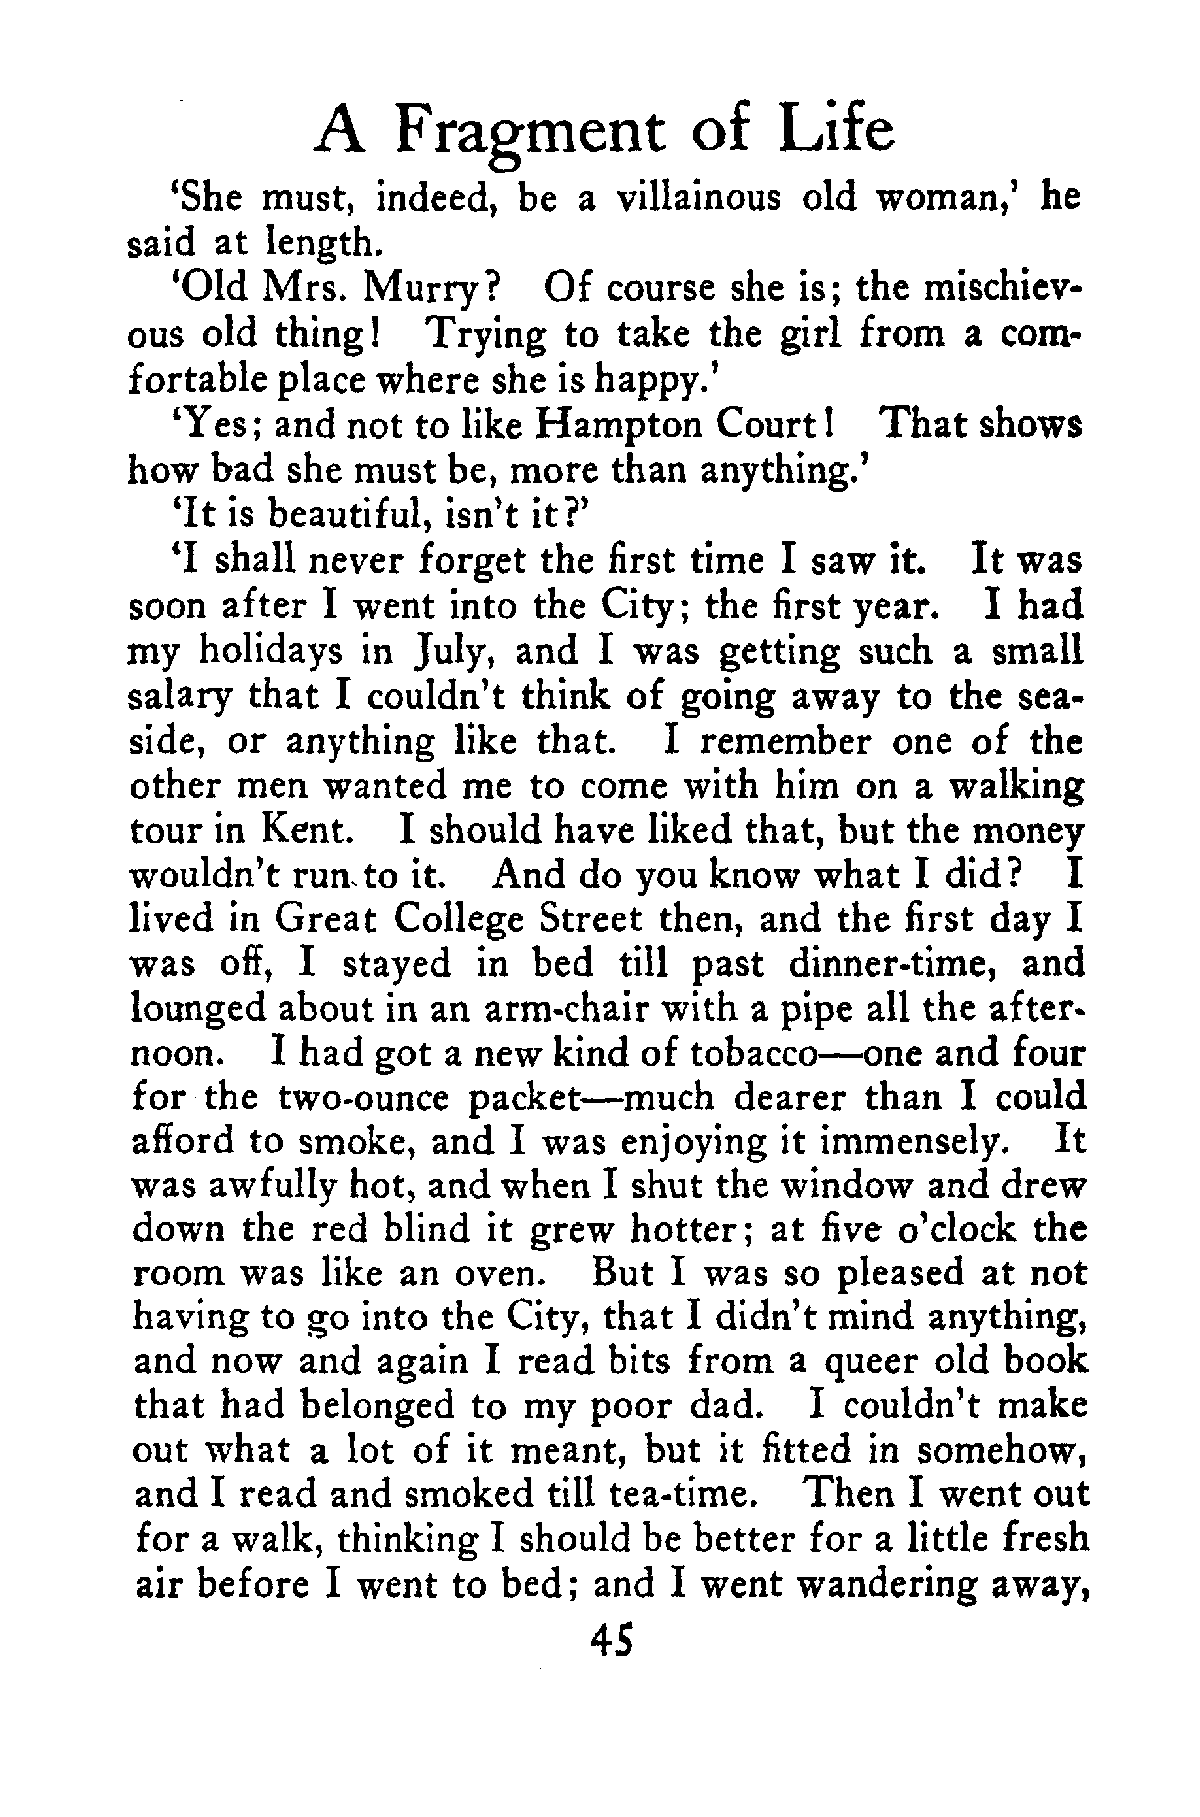 A Fragment of Life
‘She must, indeed, be a villainous old woman,’ he
said at length.
‘Old Mrs. Murry? Of course she is; the mischiev-
ous old thing! Trying to take the girl from a com-
fortable place where she is happy.’
‘Yes; and not to like Hampton Court! That shows
how bad she must be, more than anything.’
‘It is beautiful, isn’t it?’
‘I shall never forget the first time I saw it. It was
soon after I went into the City; the first year. I had
my holidays in July, and I was getting such a small
salary that I couldn’t think of going away to the sea-
side, or anything like that. I remember one of the
other men wanted me to come with him on a walking
tour in Kent. I should have liked that, but the money
wouldn’t run to it. And do you know what I did? I
lived in Great College Street then, and the first day I
was off, I stayed in bed till past dinner-time, and
lounged about in an arm-chair with a pipe all the after-
noon. I had got a new kind of tobacco—one and four
for the two-ounce packet—much dearer than I could
afford to smoke, and I was enjoying it immensely. It
was awfully hot, and when I shut the window and drew
down the red blind it grew hotter; at five o’clock the
room was like an oven. But I was so pleased at not
having to go into the City, that I didn’t mind anything,
and now and again I read bits from a queer old book
that had belonged to my poor dad. I couldn’t make
out what a lot of it meant, but it fitted in somehow,
and I read and smoked till tea-time. Then I went out
for a walk, thinking I should be better for a little fresh
air before I went to bed; and I went wandering away,
45